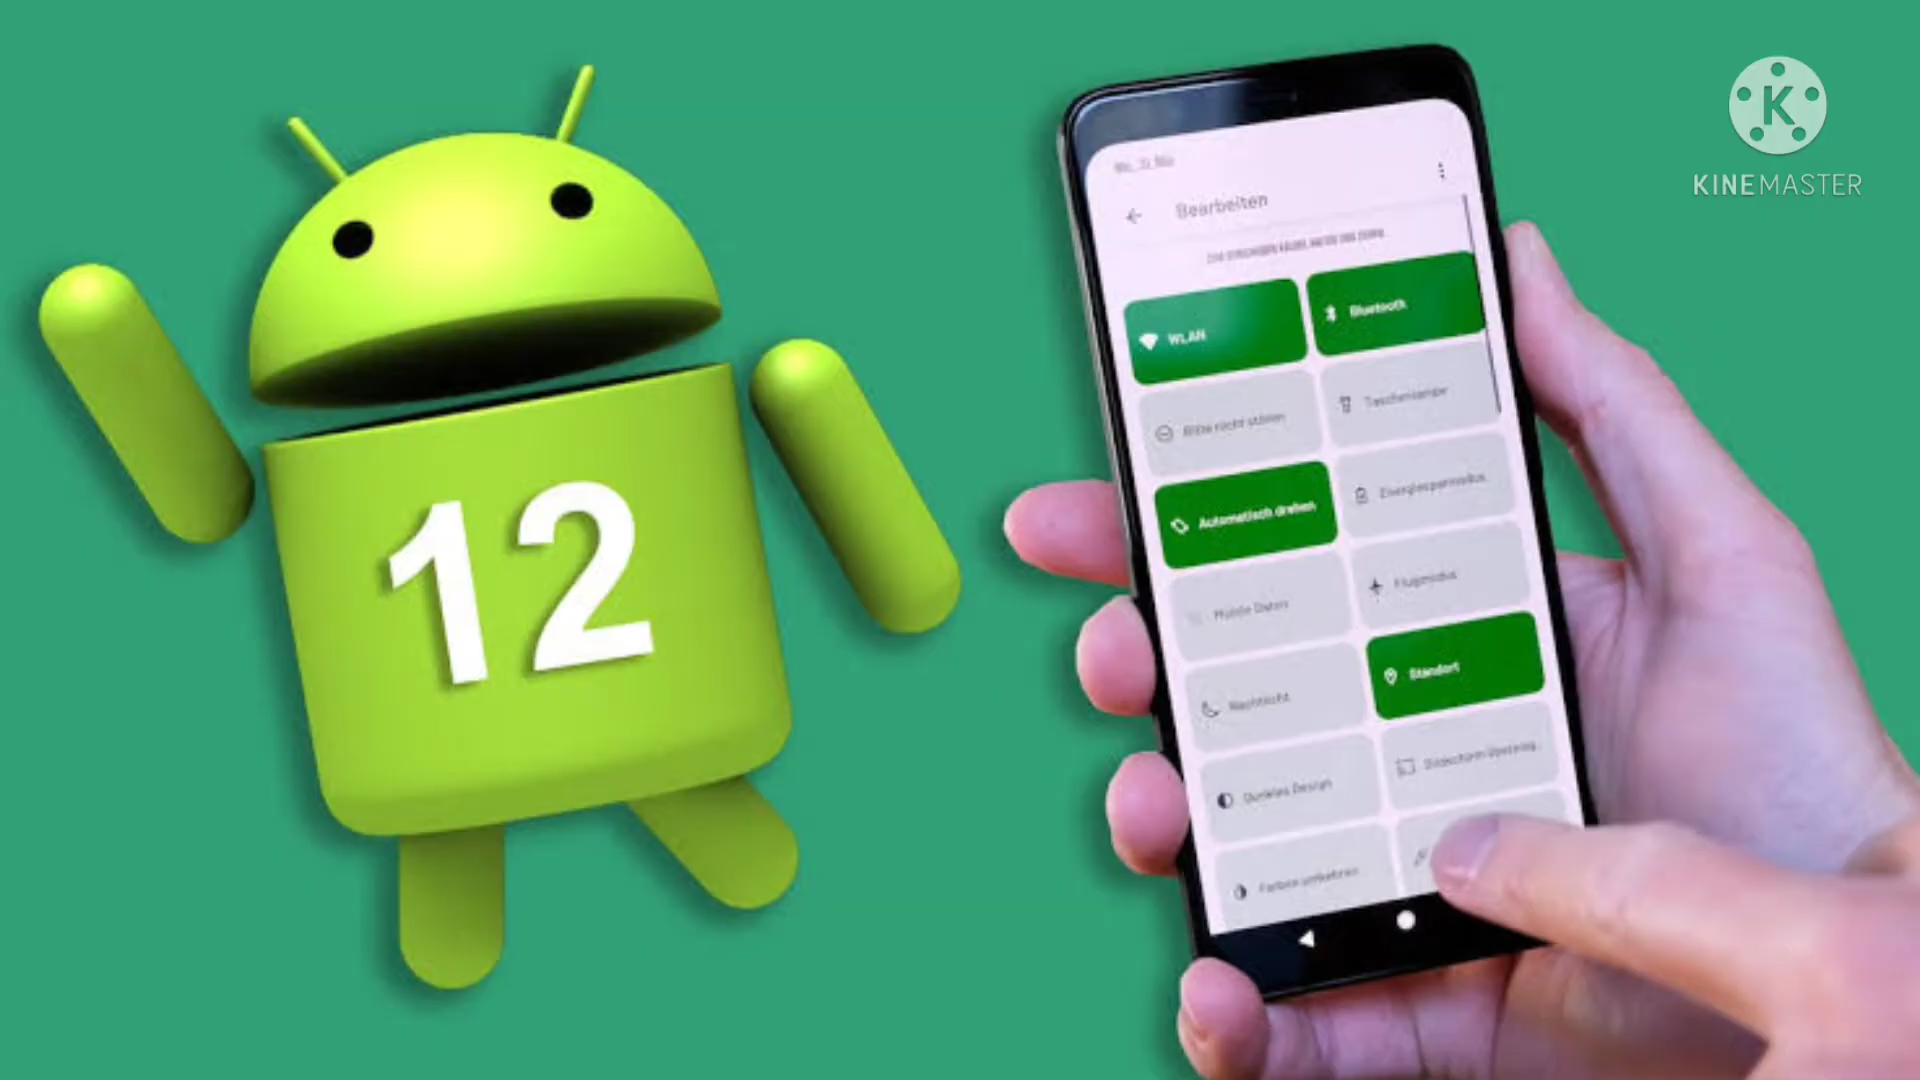 12
KINEMASTER
Bearbeiten
WLAN
Bluetooth
Bitte nicht stören
Taschenlampe
Automatisch drehen
Energiesparmodus
Mobile Daten
Flugmodus
Nachtlicht
Standort
Dunkles Design
Farben umkehren